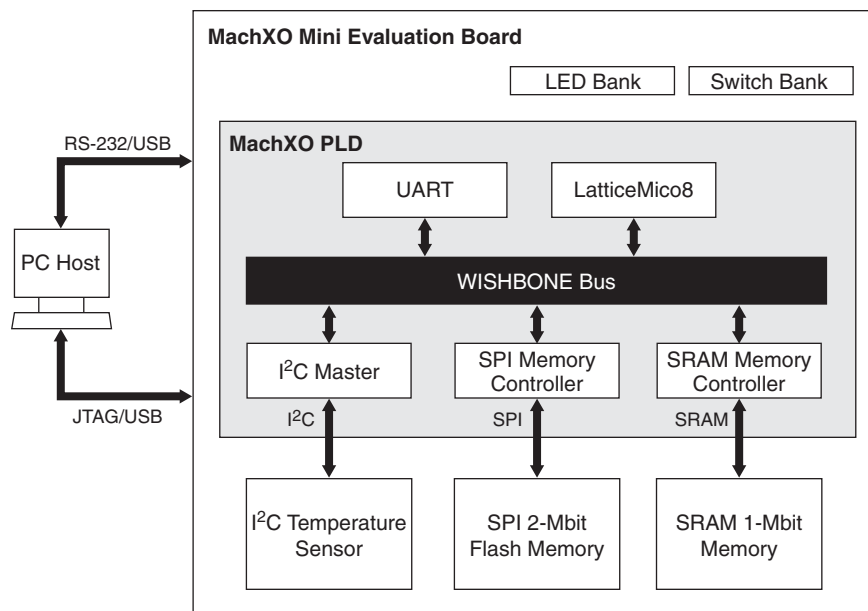 MachXO Mini Evaluation Board
LED Bank
Switch Bank
RS-232/USB
MachXO PLD
UART
LatticeMico8
PC Host
WISHBONE Bus
I²C Master
SPI Memory
Controller
SRAM Memory
Controller
JTAG/USB
I²C
SPI
SRAM
I²C Temperature
Sensor
SPI 2-Mbit
Flash Memory
SRAM 1-Mbit
Memory